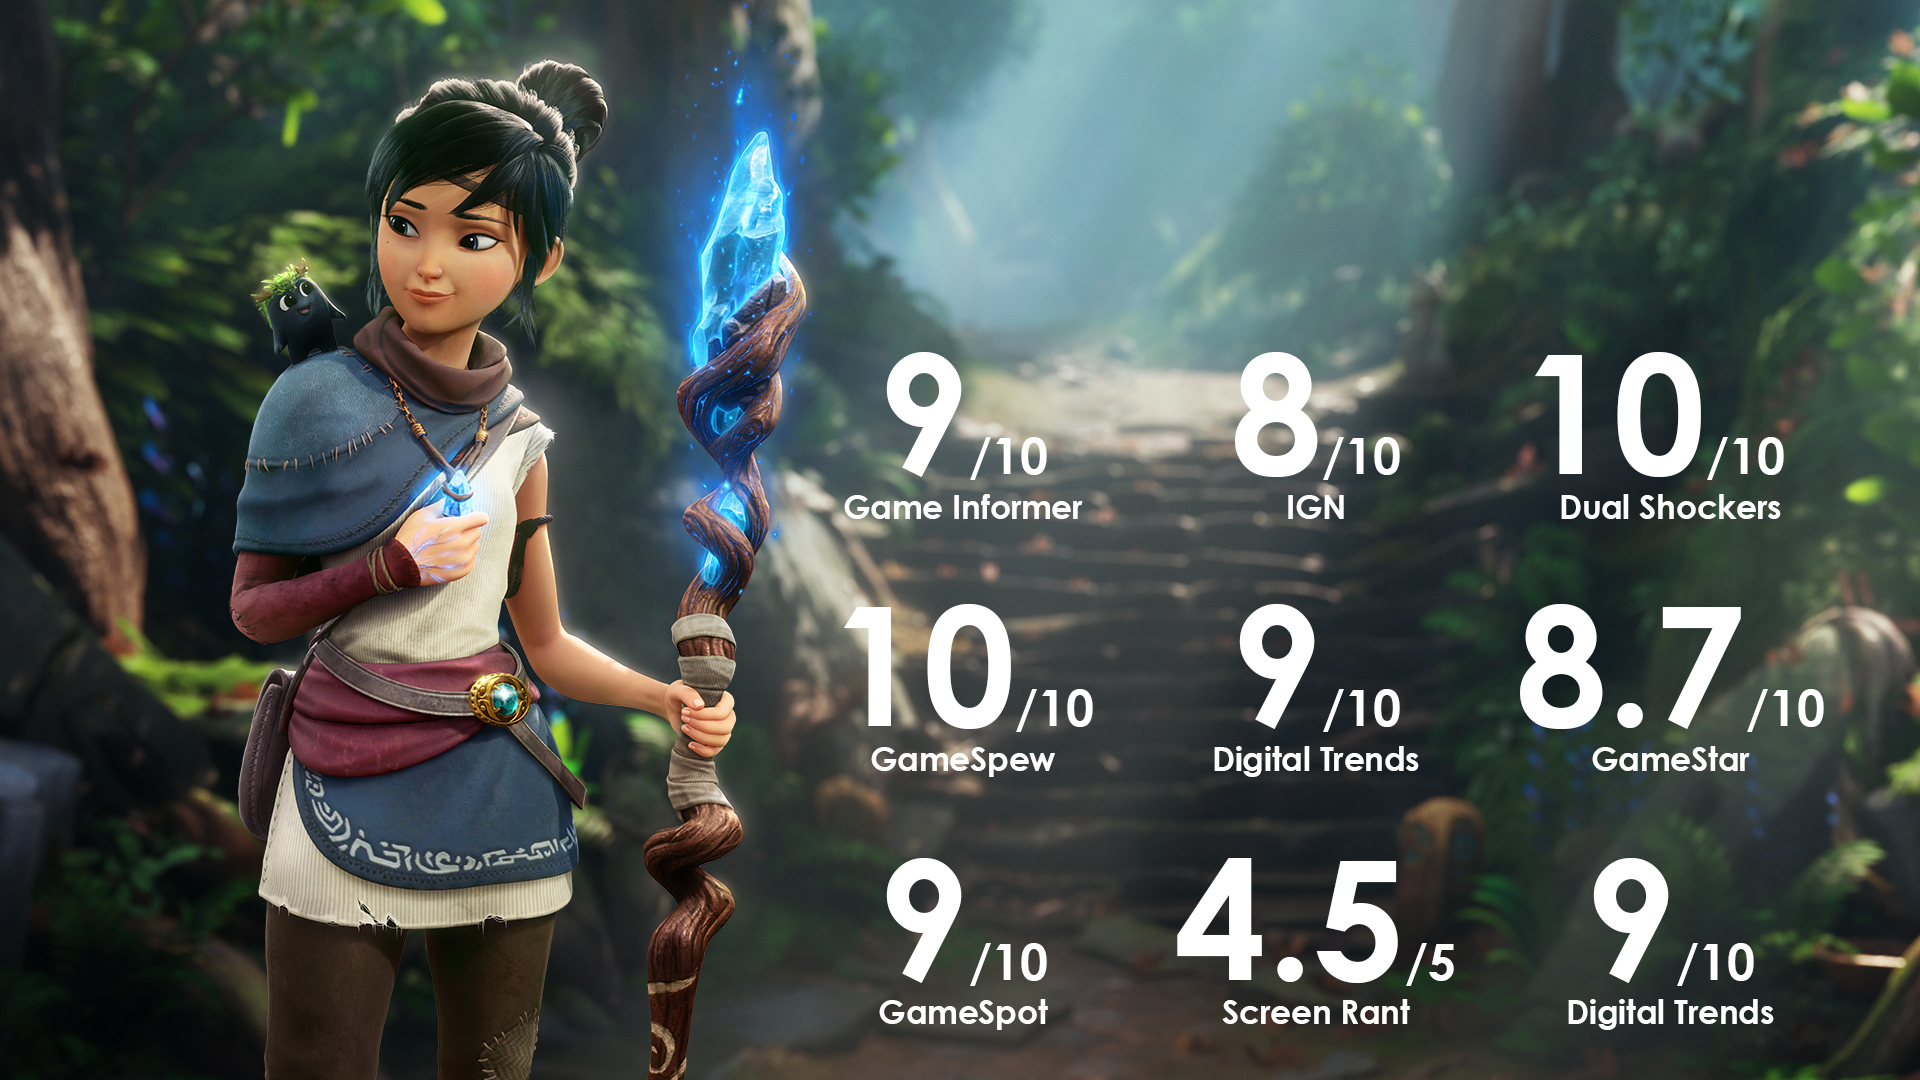 9/10 8/10 10/10
Game Informer IGN Dual Shockers
10/10 9/10 8.7/10
GameSpew Digital Trends GameStar
9/10 4.5/5 9/10
GameSpot Screen Rant Digital Trends